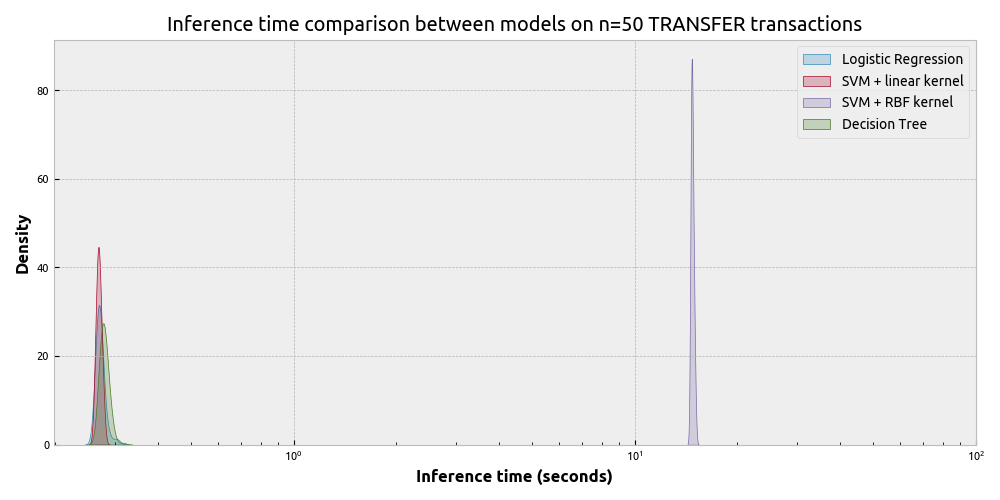 Inference time comparison between models on n=50 TRANSFER transactions
Logistic Regression
SVM + linear kernel
SVM + RBF kernel
Decision Tree
80
60
40
20
0
Density
10⁰
10¹
10²
Inference time (seconds)